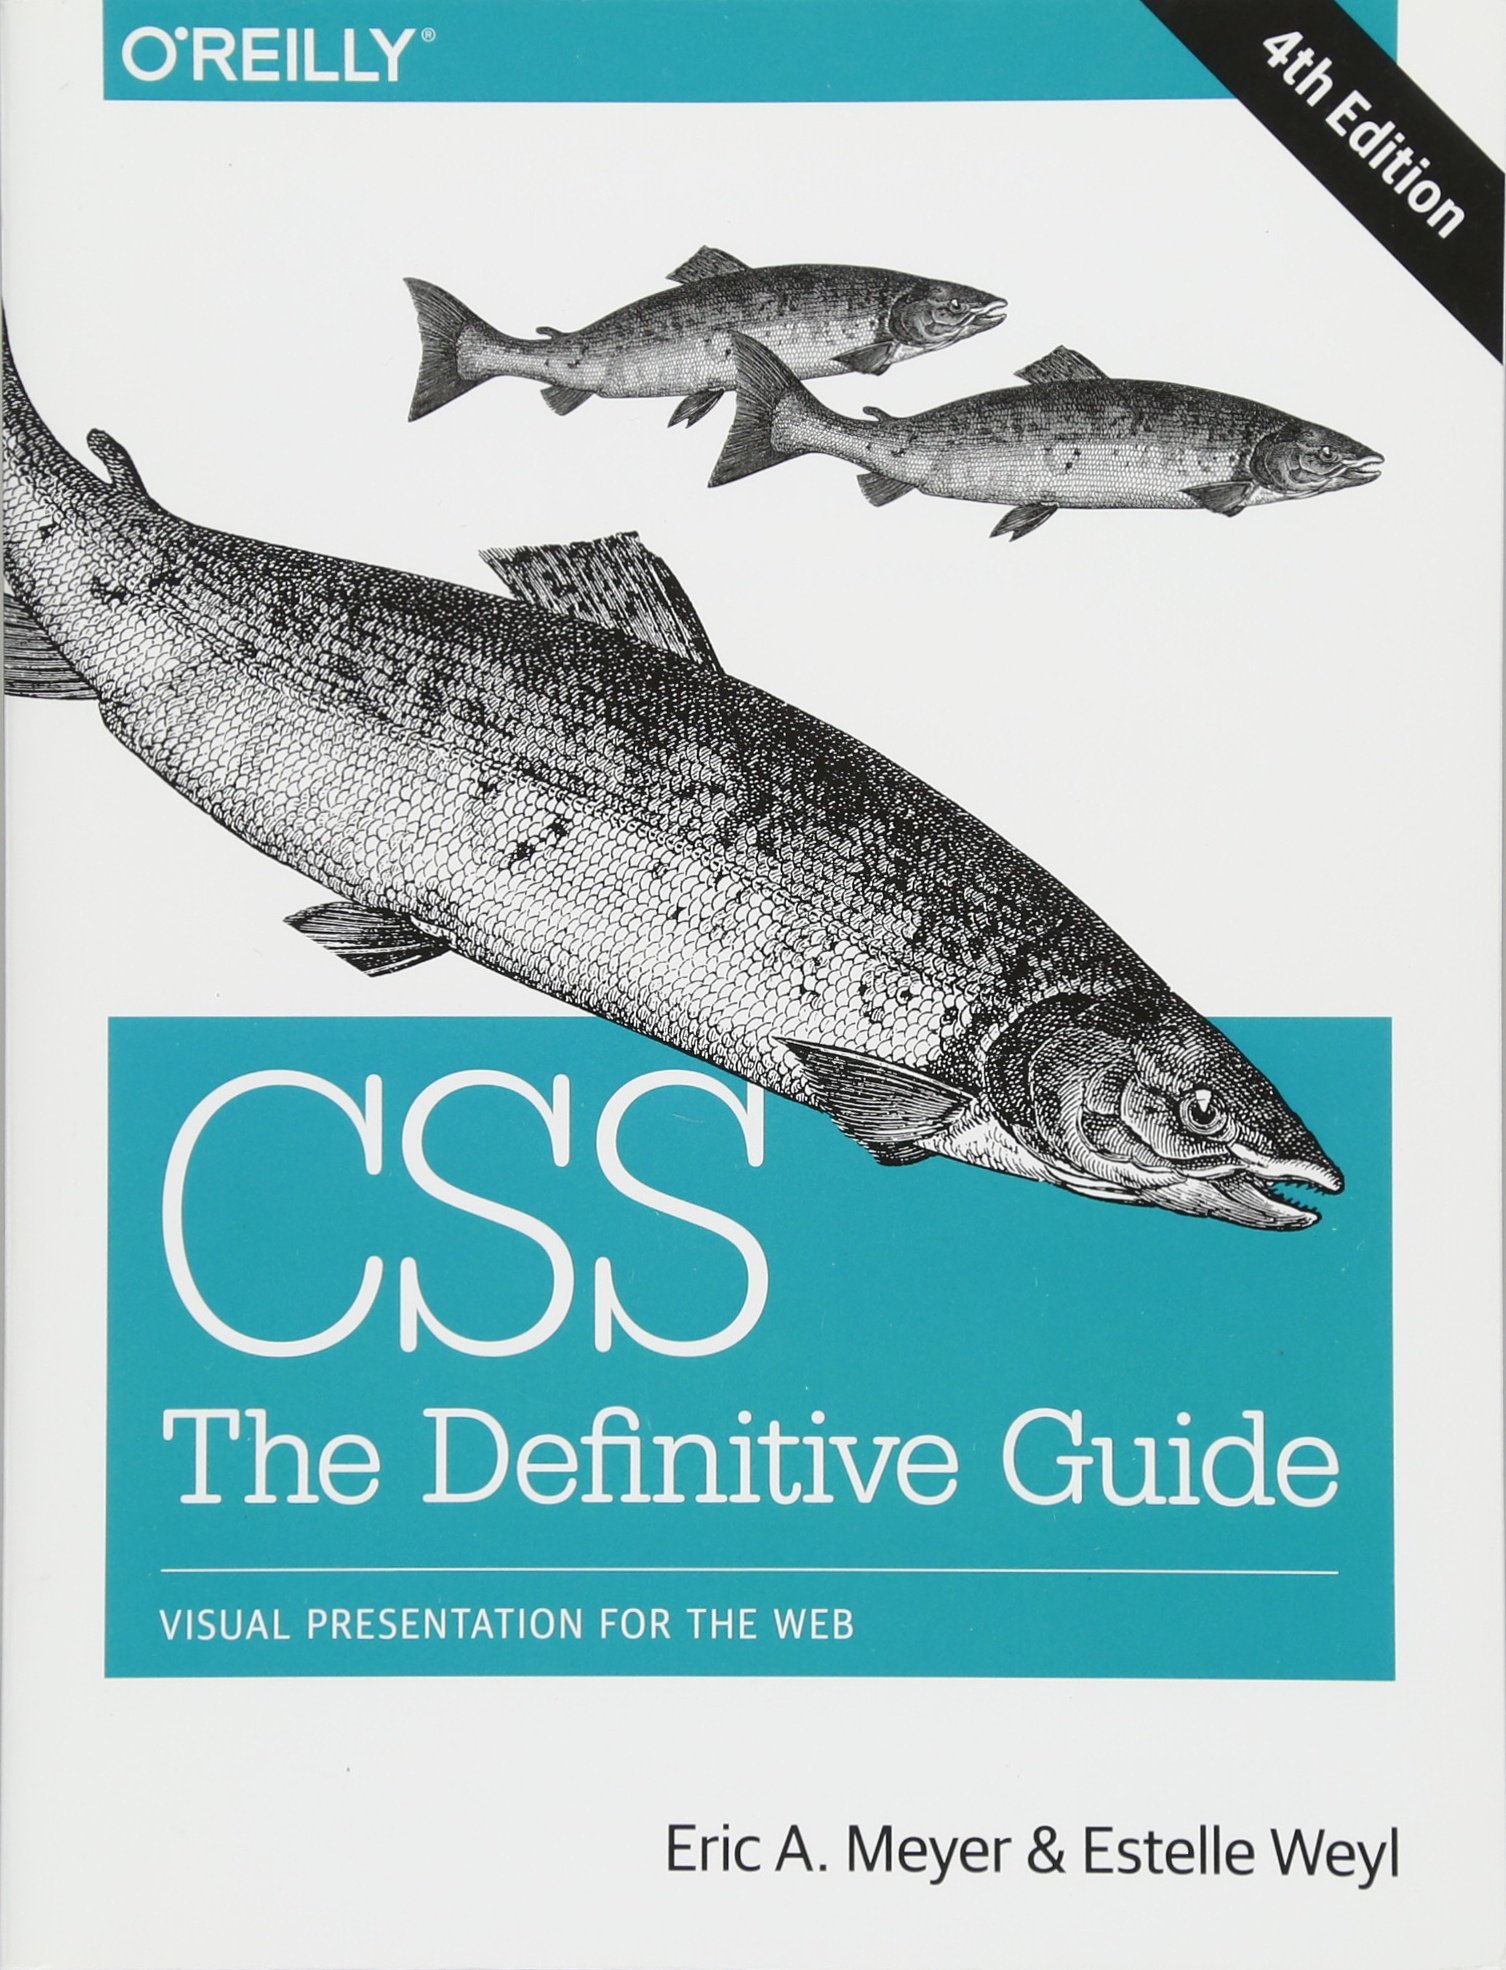 O'REILLY®
4th Edition
CSS
The Definitive Guide
VISUAL PRESENTATION FOR THE WEB
Eric A. Meyer & Estelle Weyl